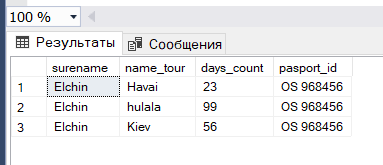 100 %
Результаты Сообщения
surename name_tour days_count pasport_id
1 Elchin Havai 23 OS 968456
2 Elchin hulala 99 OS 968456
3 Elchin Kiev 56 OS 968456